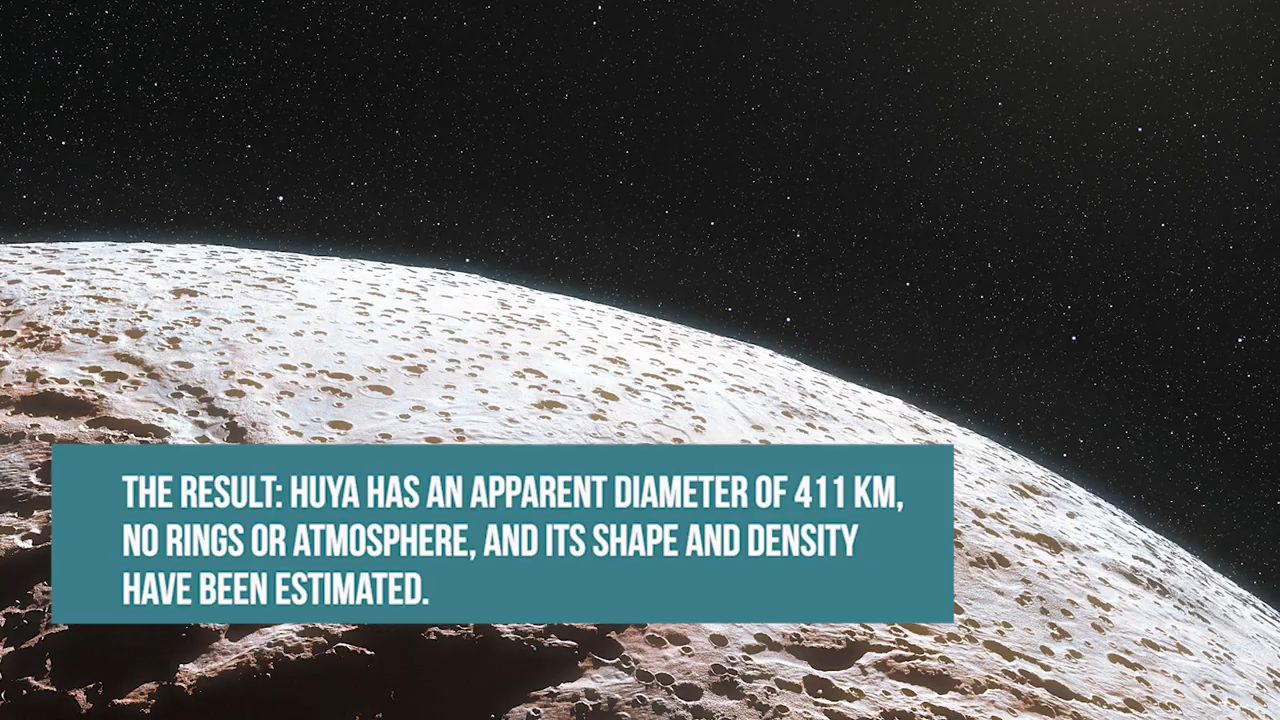 THE RESULT: HUYA HAS AN APPARENT DIAMETER OF 411 KM,
NO RINGS OR ATMOSPHERE, AND ITS SHAPE AND DENSITY
HAVE BEEN ESTIMATED.